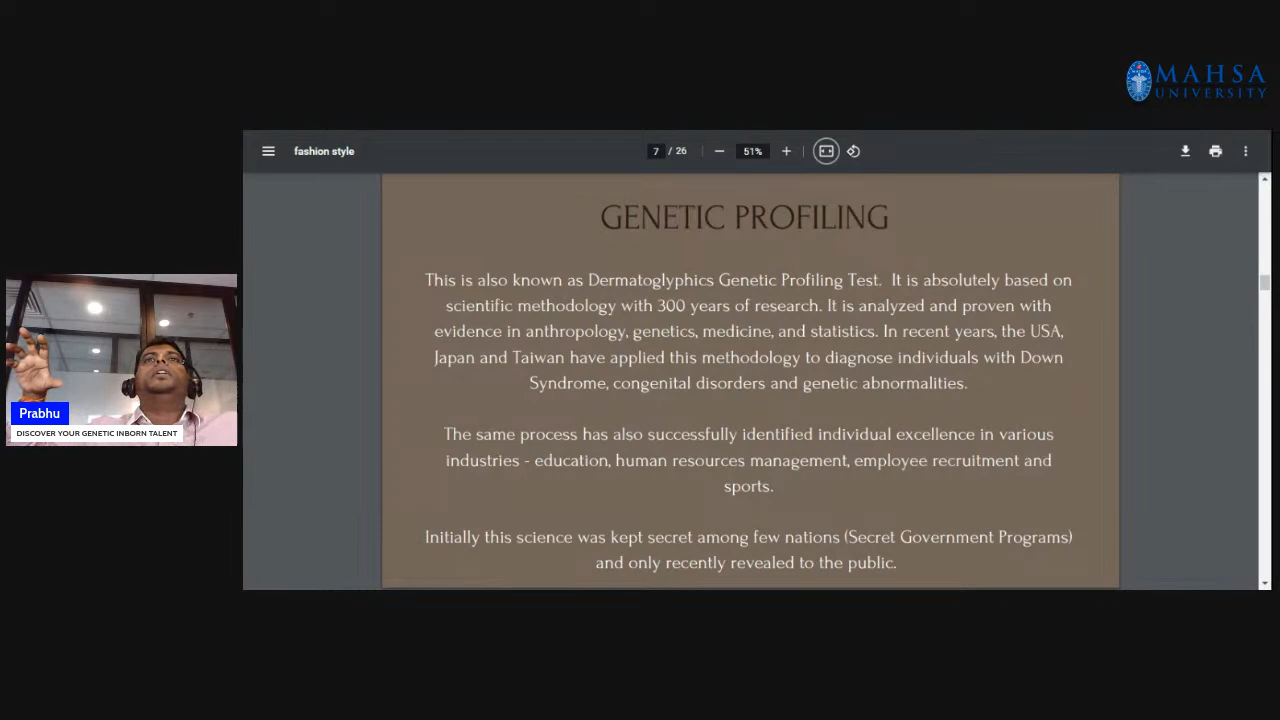 MAHSA
UNIVERSITY
fashion style
7 / 26
51%
GENETIC PROFILING
This is also known as Dermatoglyphics Genetic Profiling Test. It is absolutely based on
scientific methodology with 300 years of research. It is analyzed and proven with
evidence in anthropology, genetics, medicine, and statistics. In recent years, the USA,
Japan and Taiwan have applied this methodology to diagnose individuals with Down
Syndrome, congenital disorders and genetic abnormalities.
The same process has also successfully identified individual excellence in various
industries - education, human resources management, employee recruitment and
sports.
Initially this science was kept secret among few nations (Secret Government Programs)
and only recently revealed to the public.
Prabhu
DISCOVER YOUR GENETIC INBORN TALENT